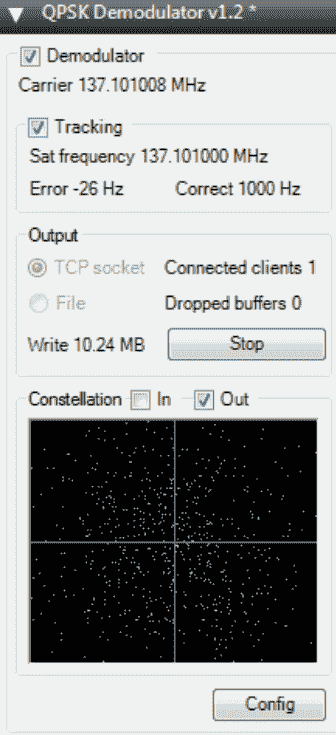 QPSK Demodulator v1.2 *
Demodulator
Carrier 137.101008 MHz
Tracking
Sat frequency 137.101000 MHz
Error -26 Hz Correct 1000 Hz
Output
TCP socket Connected clients 1
File Dropped buffers 0
Write 10.24 MB Stop
Constellation In Out
Config